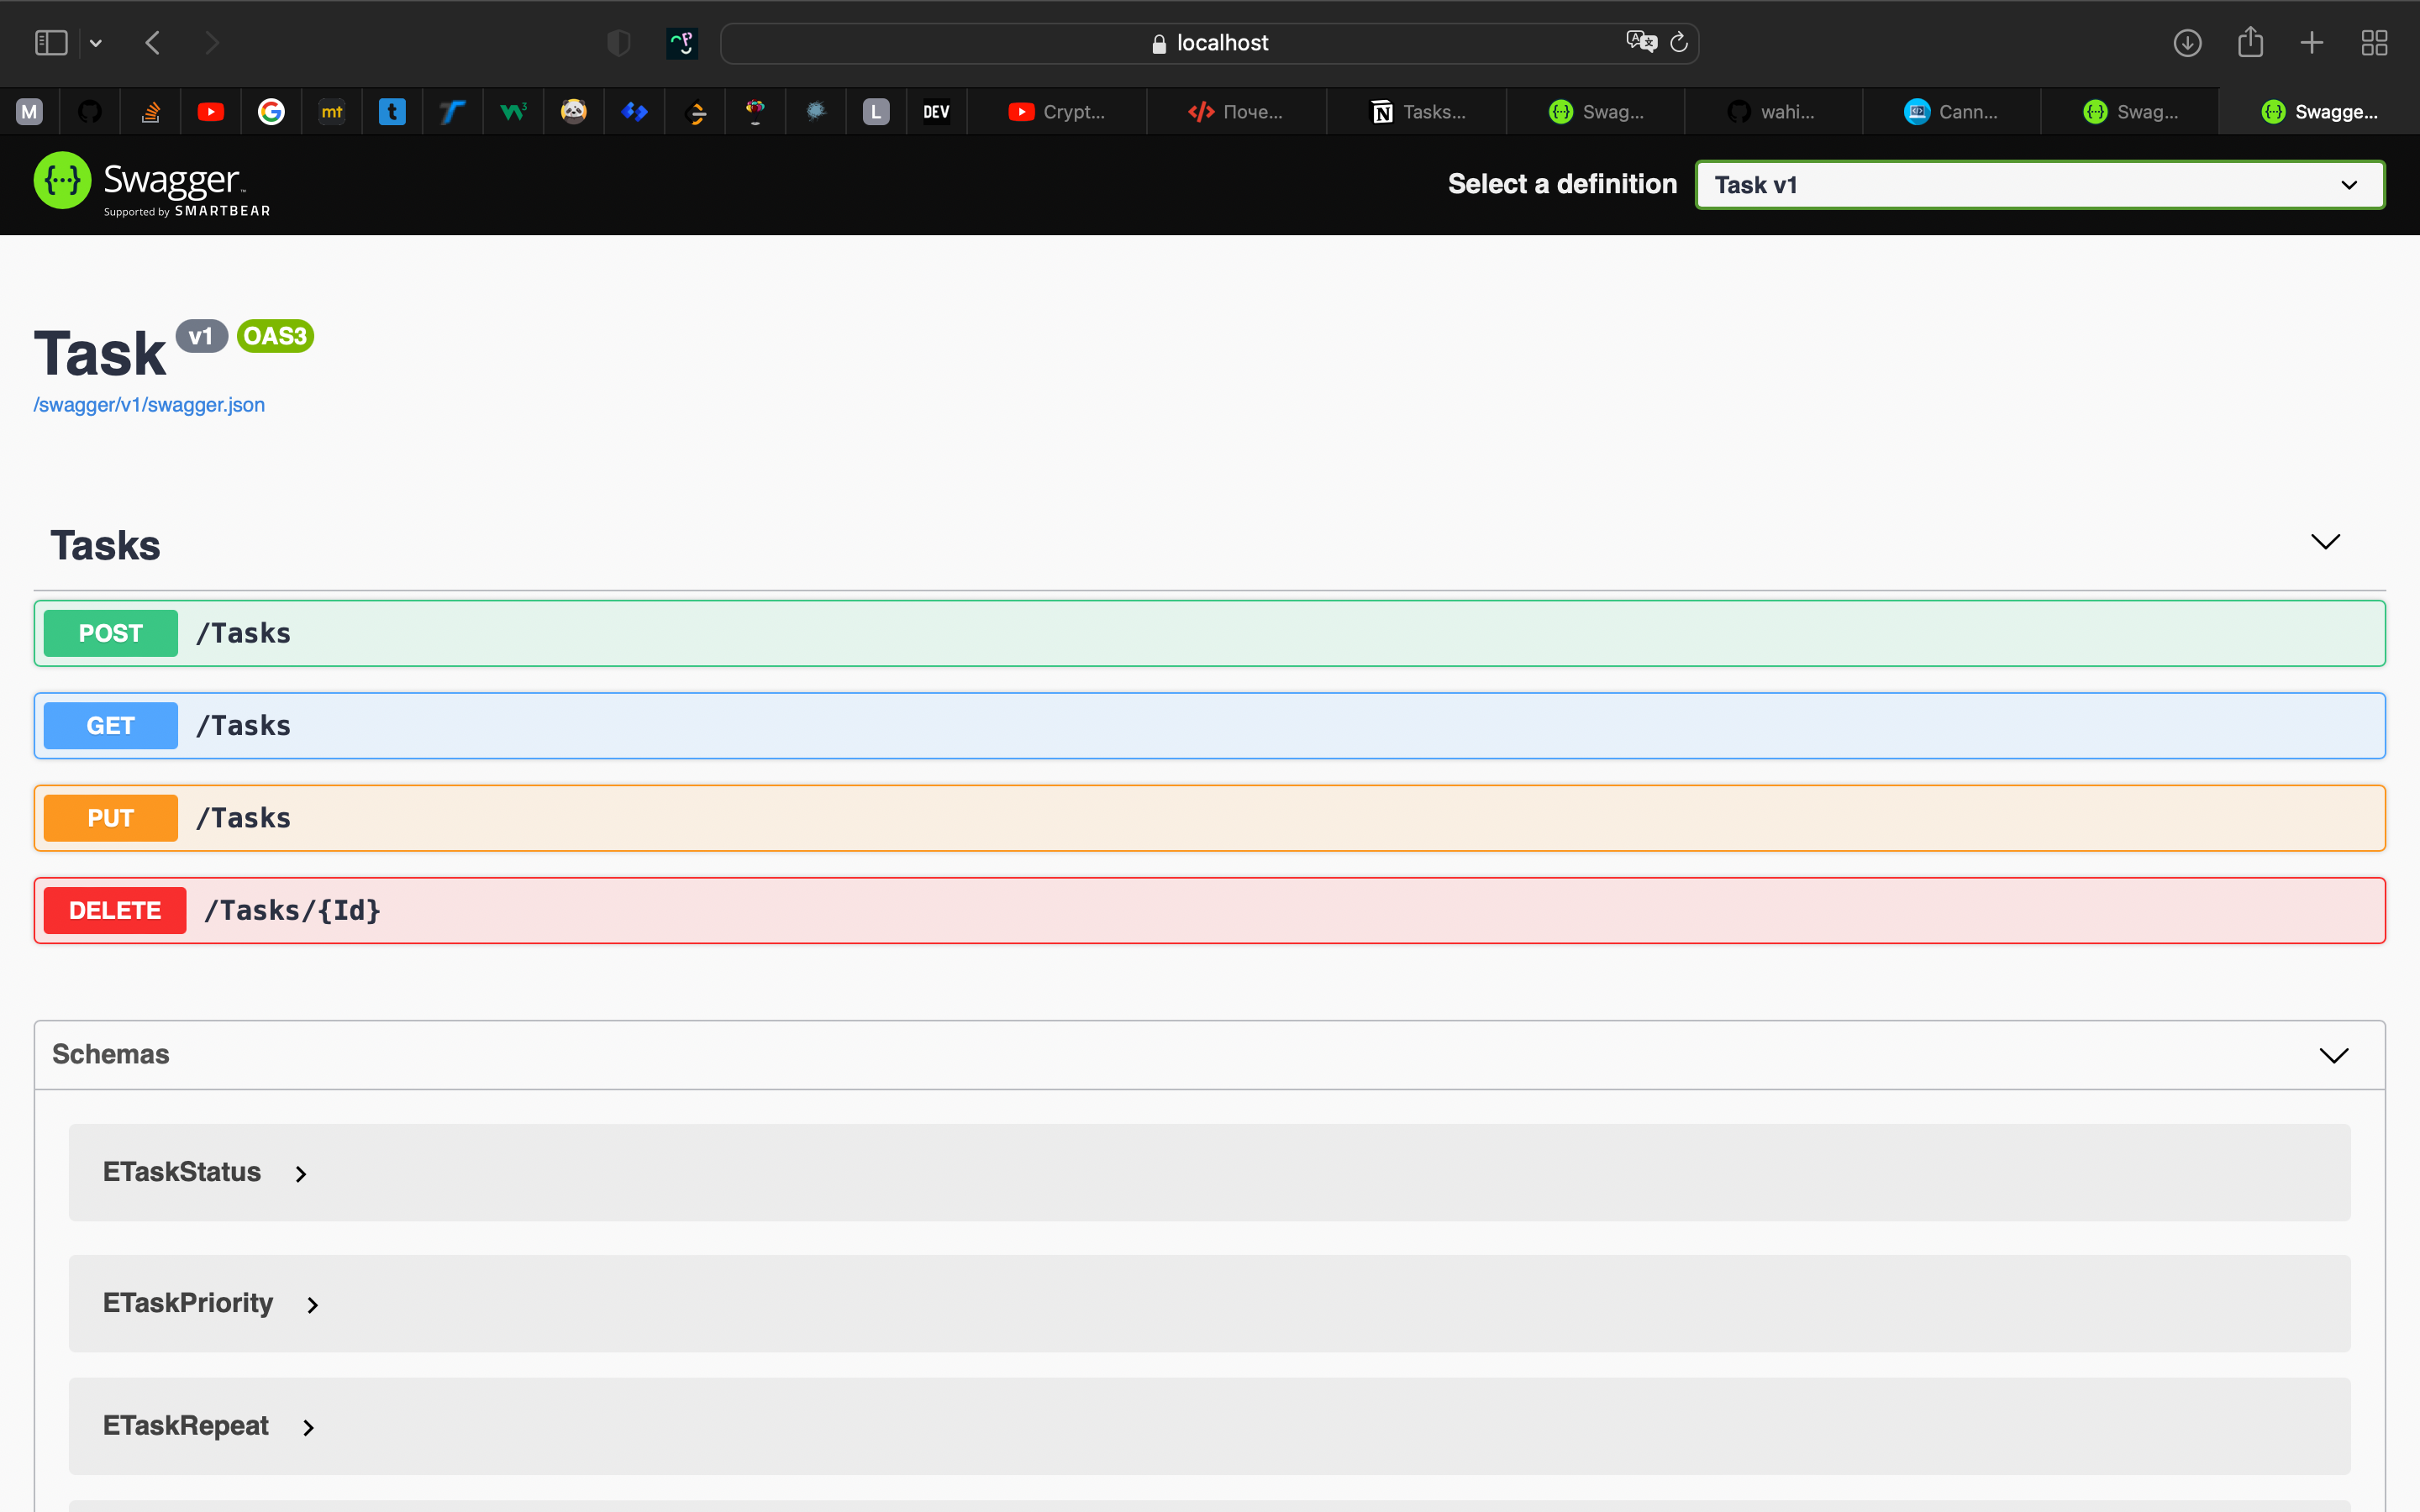 localhost
M
mt
t
W3
L
DEV
Crypt...
Поче...
Tasks...
Swag...
wahi...
Cann...
Swag...
Swagge...
Swagger
Supported by SMARTBEAR
Select a definition
Task v1
Task v1 OAS3
/swagger/v1/swagger.json
Tasks
POST /Tasks
GET /Tasks
PUT /Tasks
DELETE /Tasks/{Id}
Schemas
ETaskStatus
ETaskPriority
ETaskRepeat